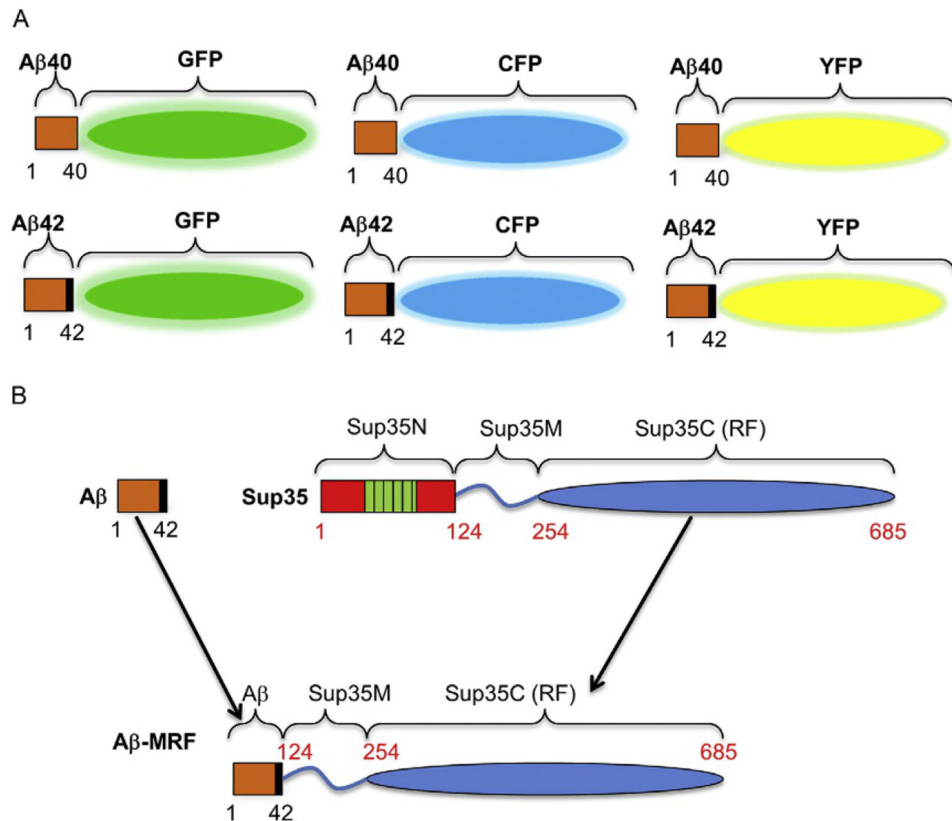 A
Aβ40 GFP Aβ40 CFP Aβ40 YFP
1 40 1 40 1 40
Aβ42 GFP Aβ42 CFP Aβ42 YFP
1 42 1 42 1 42
B
Sup35N Sup35M Sup35C (RF)
Aβ Sup35
1 42 1 124 254 685
Aβ Sup35M Sup35C (RF)
Aβ-MRF 124 254 685
1 42